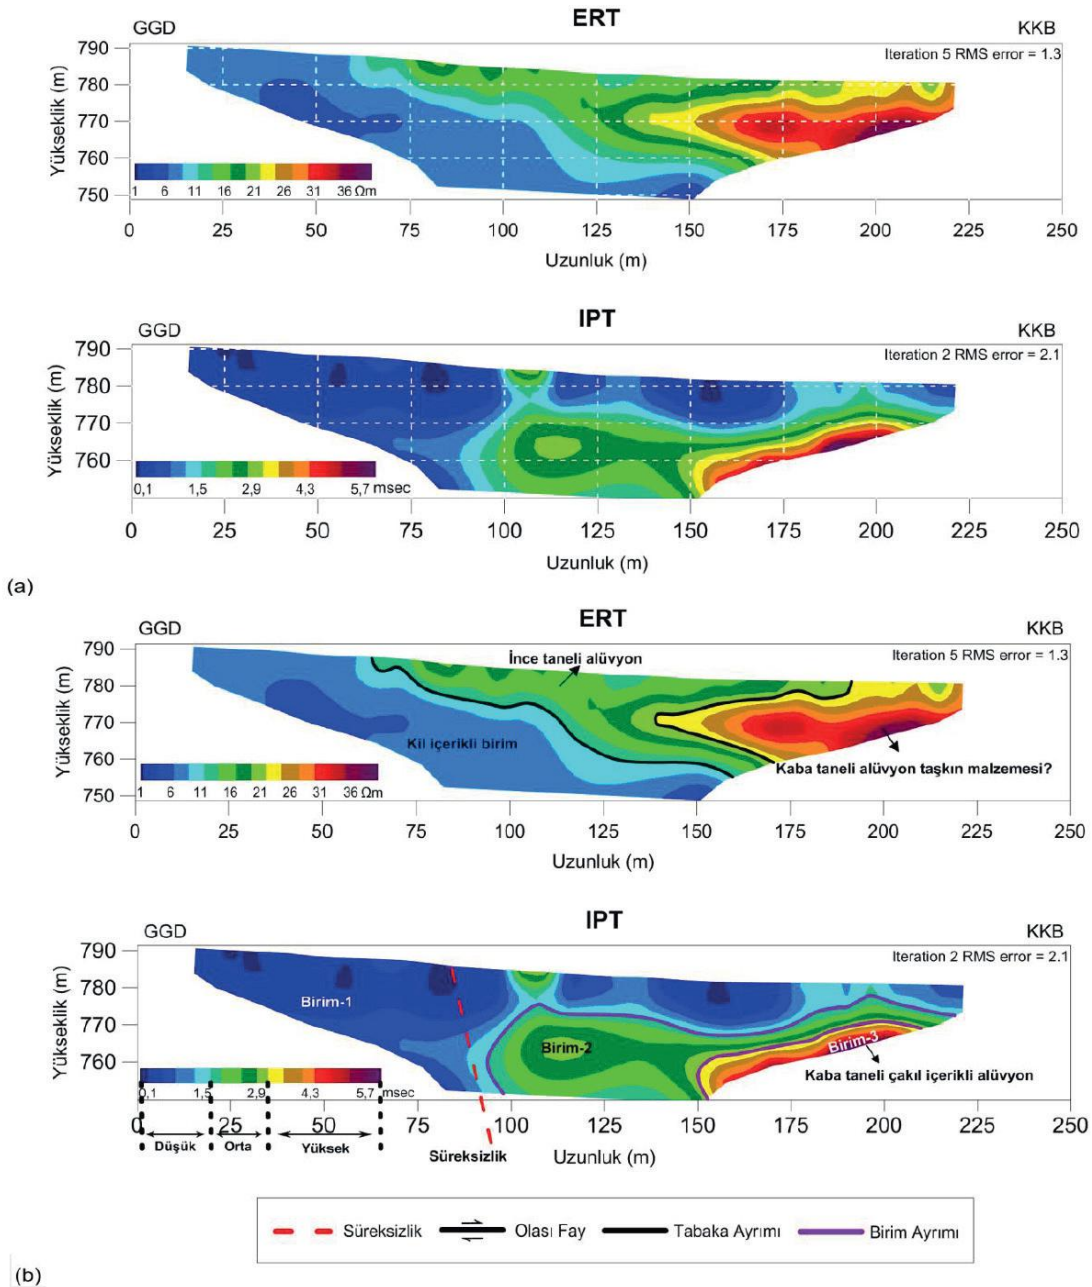 ERT
GGD
KKB
Iteration 5 RMS error = 1.3
Yükseklik (m)
790
780
770
760
750
1 6 11 16 21 26 31 36 Ωm
0 25 50 75 100 125 150 175 200 225 250
Uzunluk (m)
IPT
GGD
KKB
Iteration 2 RMS error = 2.1
Yükseklik (m)
790
780
770
760
0,1 1,5 2,9 4,3 5,7 msec
0 25 50 75 100 125 150 175 200 225 250
Uzunluk (m)
(a)
ERT
GGD
KKB
Iteration 5 RMS error = 1.3
Yükseklik (m)
790
780
770
760
750
İnce taneli alüvyon
Kil içerikli birim
Kaba taneli alüvyon taşkın malzemesi?
1 6 11 16 21 26 31 36 Ωm
0 25 50 75 100 125 150 175 200 225 250
Uzunluk (m)
IPT
GGD
KKB
Iteration 2 RMS error = 2.1
Yükseklik (m)
790
780
770
760
Birim-1
Birim-2
Birim-3
Kaba taneli çakıl içerikli alüvyon
0,1 1,5 2,9 4,3 5,7 msec
0 25 50 75 100 125 150 175 200 225 250
Düşük Orta Yüksek
Süreksizlik
Uzunluk (m)
Süreksizlik Olası Fay Tabaka Ayrımı Birim Ayrımı
(b)